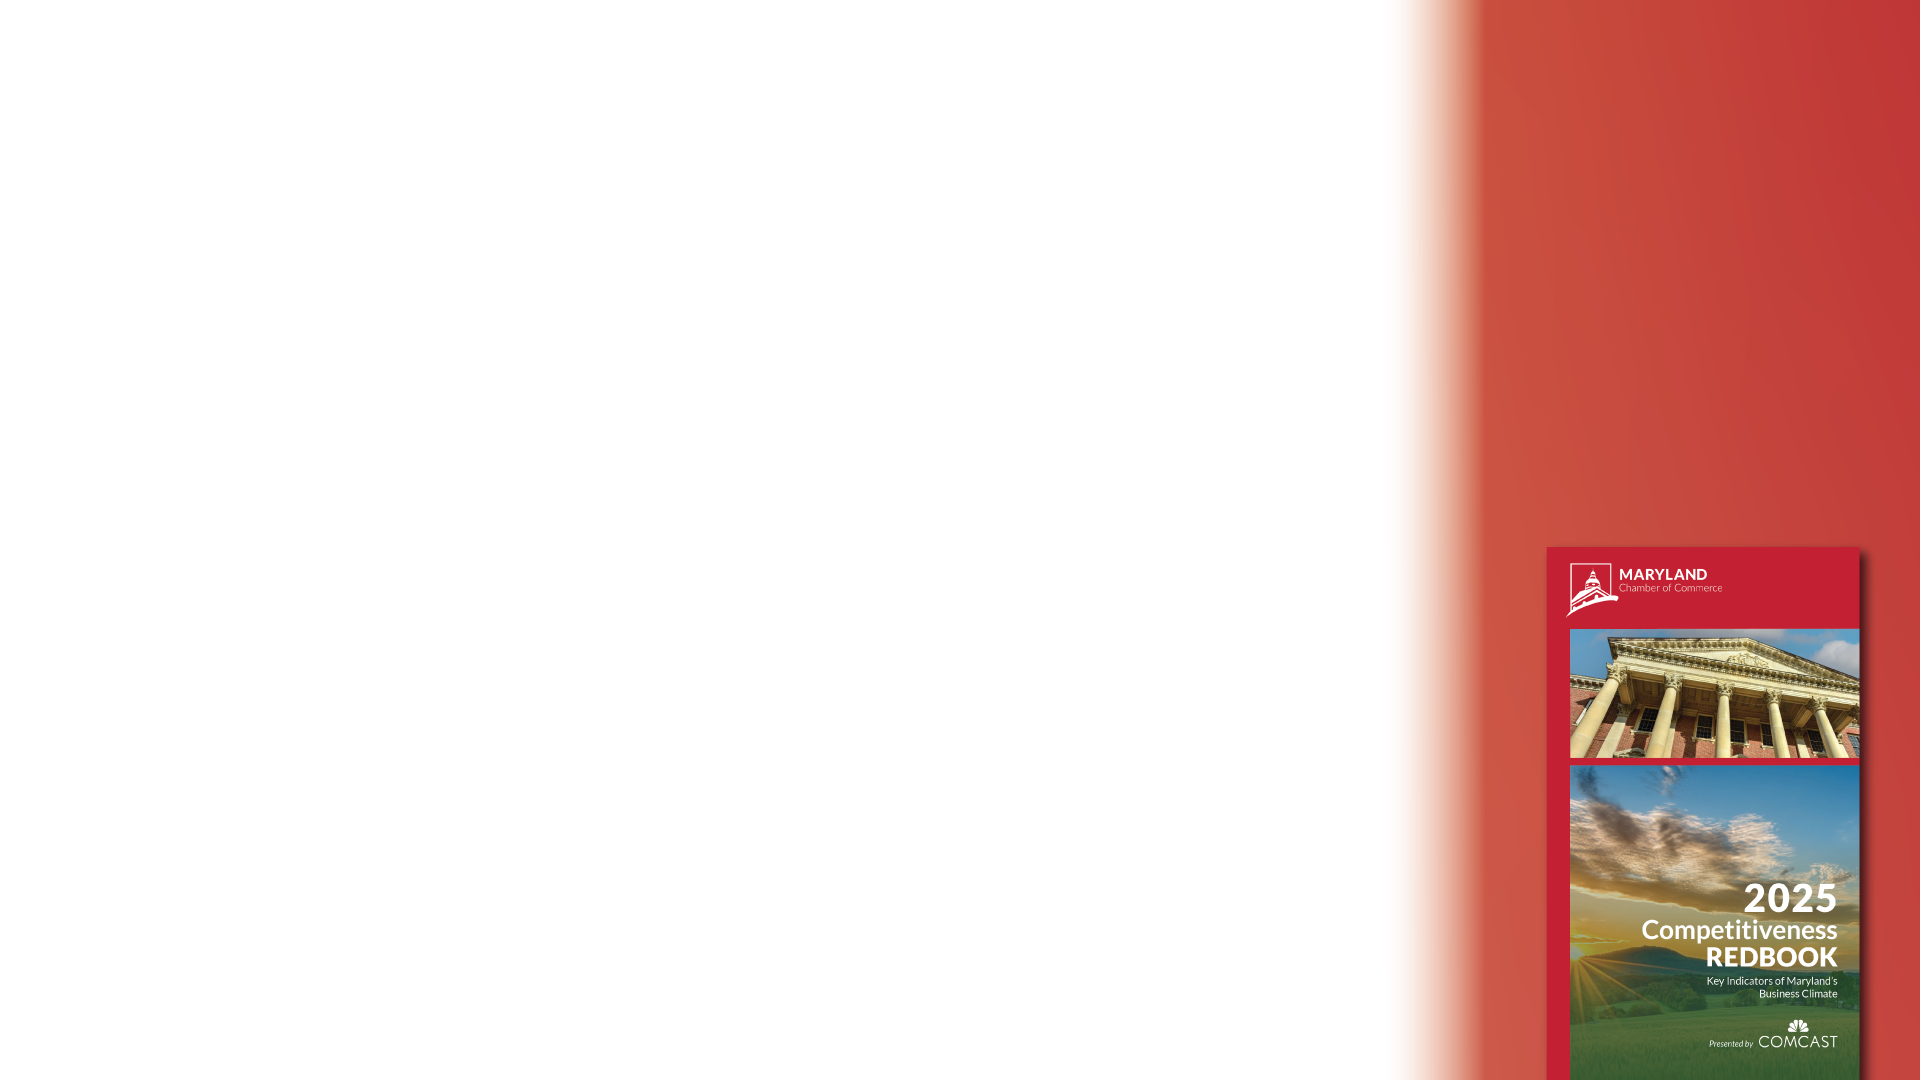 MARYLAND
Chamber of Commerce
2025
Competitiveness
REDBOOK
Key Indicators of Maryland's
Business Climate
Presented by COMCAST